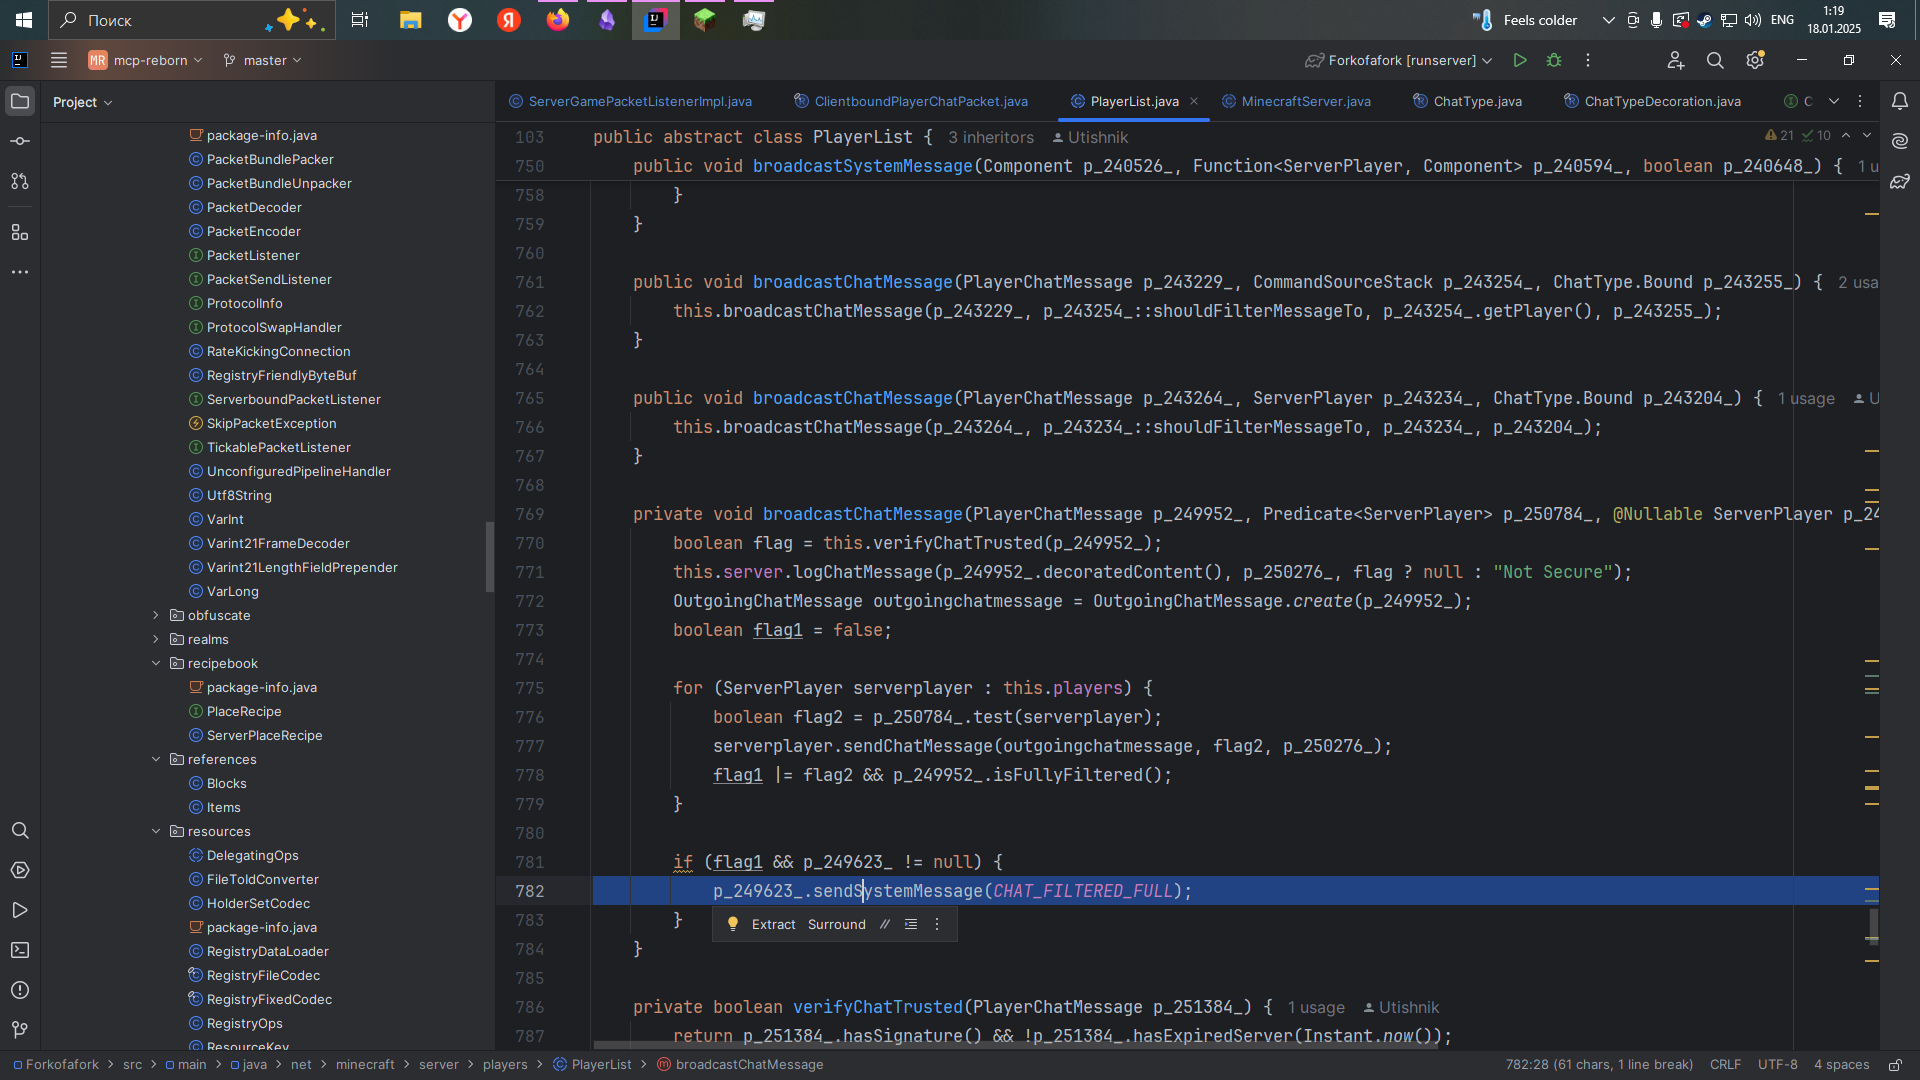 Поиск
Feels colder
ENG
1:19
18.01.2025
MR mcp-reborn
master
Forkofafork [runserver]
Project
ServerGamePacketListenerImpl.java
ClientboundPlayerChatPacket.java
PlayerList.java
MinecraftServer.java
ChatType.java
ChatTypeDecoration.java
C
package-info.java
PacketBundlePacker
PacketBundleUnpacker
PacketDecoder
PacketEncoder
PacketListener
PacketSendListener
ProtocolInfo
ProtocolSwapHandler
RateKickingConnection
RegistryFriendlyByteBuf
ServerboundPacketListener
SkipPacketException
TickablePacketListener
UnconfiguredPipelineHandler
Utf8String
VarInt
Varint21FrameDecoder
Varint21LengthFieldPrepender
VarLong
obfuscate
realms
recipebook
package-info.java
PlaceRecipe
ServerPlaceRecipe
references
Blocks
Items
resources
DelegatingOps
FileToIdConverter
HolderSetCodec
package-info.java
RegistryDataLoader
RegistryFileCodec
RegistryFixedCodec
RegistryOps
ResourceKey
103 public abstract class PlayerList { 3 inheritors Utishnik
21 10
750 public void broadcastSystemMessage(Component p_240526_, Function<ServerPlayer, Component> p_240594_, boolean p_240648_) { 1 u
758 }
759 }
760
761 public void broadcastChatMessage(PlayerChatMessage p_243229_, CommandSourceStack p_243254_, ChatType.Bound p_243255_) { 2 usa
762 this.broadcastChatMessage(p_243229_, p_243254_::shouldFilterMessageTo, p_243254_.getPlayer(), p_243255_);
763 }
764
765 public void broadcastChatMessage(PlayerChatMessage p_243264_, ServerPlayer p_243234_, ChatType.Bound p_243204_) { 1 usage U
766 this.broadcastChatMessage(p_243264_, p_243234_::shouldFilterMessageTo, p_243234_, p_243204_);
767 }
768
769 private void broadcastChatMessage(PlayerChatMessage p_249952_, Predicate<ServerPlayer> p_250784_, @Nullable ServerPlayer p_24
770 boolean flag = this.verifyChatTrusted(p_249952_);
771 this.server.logChatMessage(p_249952_.decoratedContent(), p_250276_, flag ? null : "Not Secure");
772 OutgoingChatMessage outgoingchatmessage = OutgoingChatMessage.create(p_249952_);
773 boolean flag1 = false;
774
775 for (ServerPlayer serverplayer : this.players) {
776 boolean flag2 = p_250784_.test(serverplayer);
777 serverplayer.sendChatMessage(outgoingchatmessage, flag2, p_250276_);
778 flag1 |= flag2 && p_249952_.isFullyFiltered();
779 }
780
781 if (flag1 && p_249623_ != null) {
782 p_249623_.sendSystemMessage(CHAT_FILTERED_FULL);
783 }
Extract Surround //
784 }
785
786 private boolean verifyChatTrusted(PlayerChatMessage p_251384_) { 1 usage Utishnik
787 return p_251384_.hasSignature() && !p_251384_.hasExpiredServer(Instant.now());
Forkofafork > src > main > java > net > minecraft > server > players > PlayerList > broadcastChatMessage
782:28 (61 chars, 1 line break) CRLF UTF-8 4 spaces